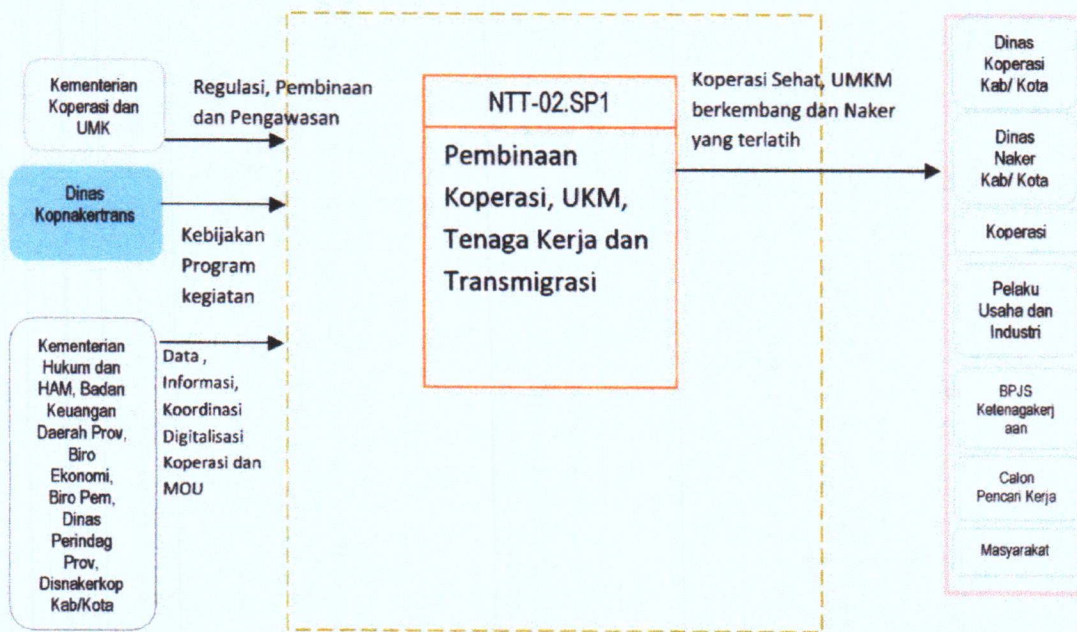 Kementerian
Koperasi dan
UMK
Regulasi, Pembinaan
dan Pengawasan
Dinas
Kopnakertrans
Kebijakan
Program
kegiatan
Kementerian
Hukum dan
HAM, Badan
Keuangan
Daerah Prov,
Biro
Ekonomi,
Biro Pem,
Dinas
Perindag
Prov,
Disnakerkop
Kab/Kota
Data ,
Informasi,
Koordinasi
Digitalisasi
Koperasi dan
MOU
NTT-02.SP1
Pembinaan
Koperasi, UKM,
Tenaga Kerja dan
Transmigrasi
Koperasi Sehat, UMKM
berkembang dan Naker
yang terlatih
Dinas
Koperasi
Kab/ Kota
Dinas
Naker
Kab/ Kota
Koperasi
Pelaku
Usaha dan
Industri
BPJS
Ketenagakerj
aan
Calon
Pencari Kerja
Masyarakat